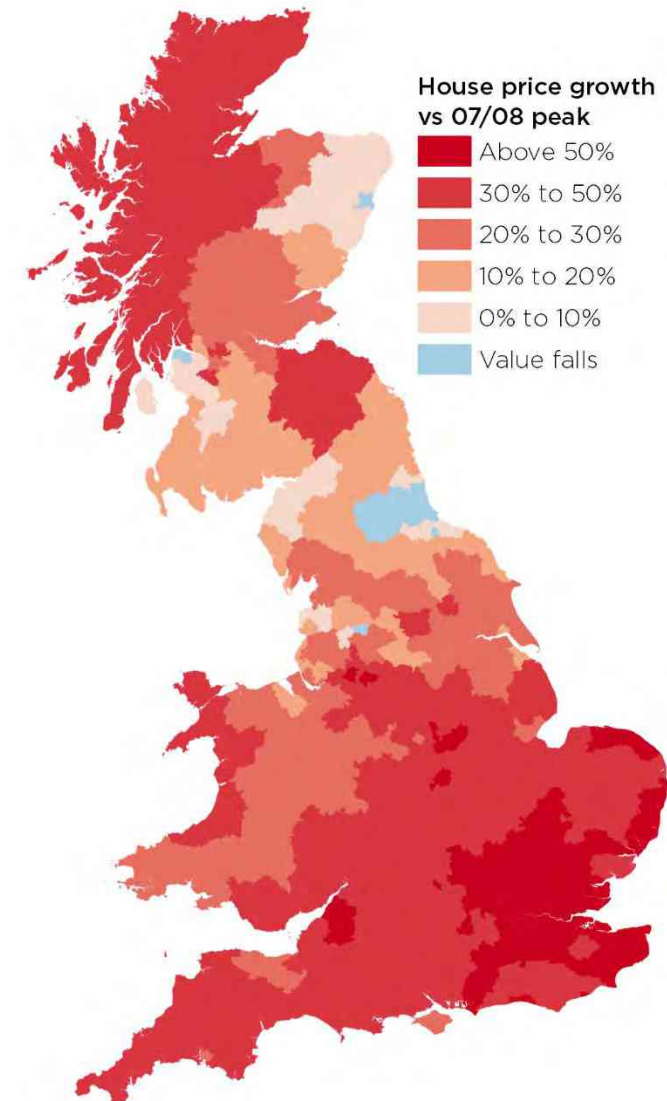 House price growth
vs 07/08 peak
Above 50%
30% to 50%
20% to 30%
10% to 20%
0% to 10%
Value falls